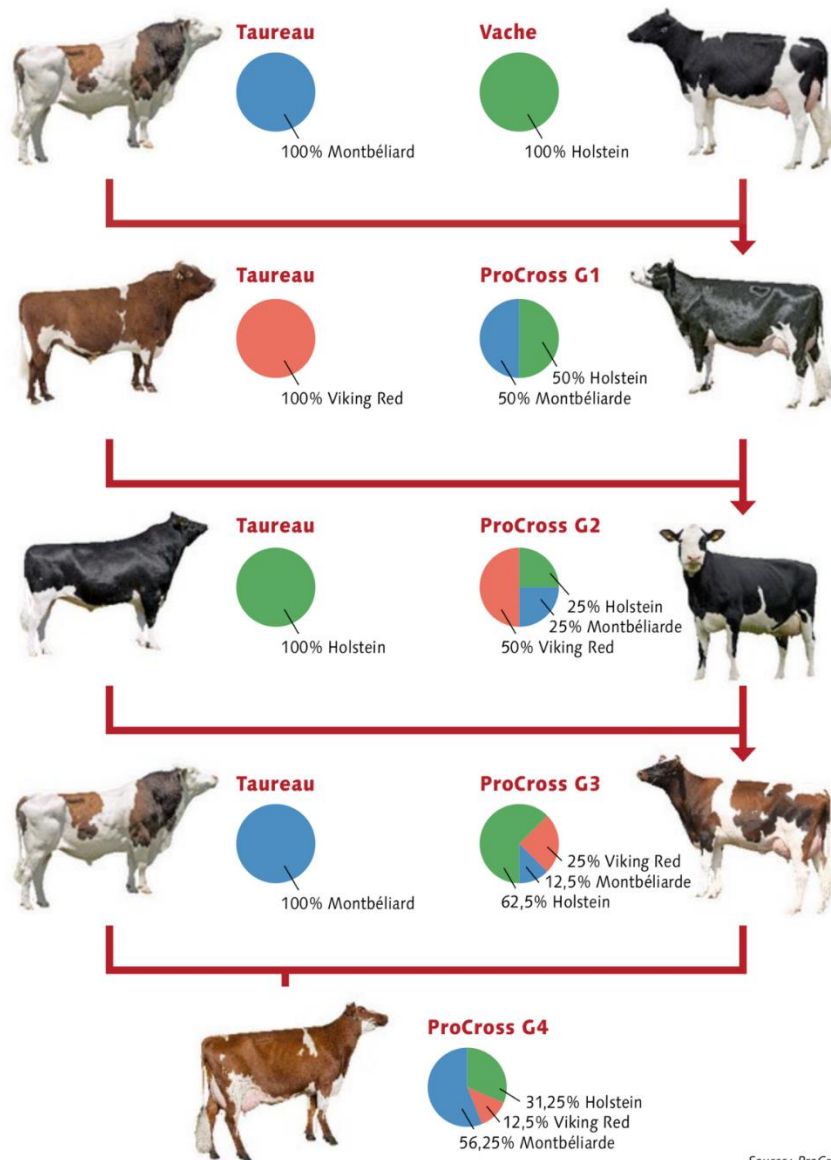 Taureau
Vache
100% Montbéliard
100% Holstein
Taureau
ProCross G1
100% Viking Red
50% Holstein
50% Montbéliarde
Taureau
ProCross G2
100% Holstein
25% Holstein
25% Montbéliarde
50% Viking Red
Taureau
ProCross G3
100% Montbéliard
25% Viking Red
12,5% Montbéliarde
62,5% Holstein
ProCross G4
31,25% Holstein
12,5% Viking Red
56,25% Montbéliarde